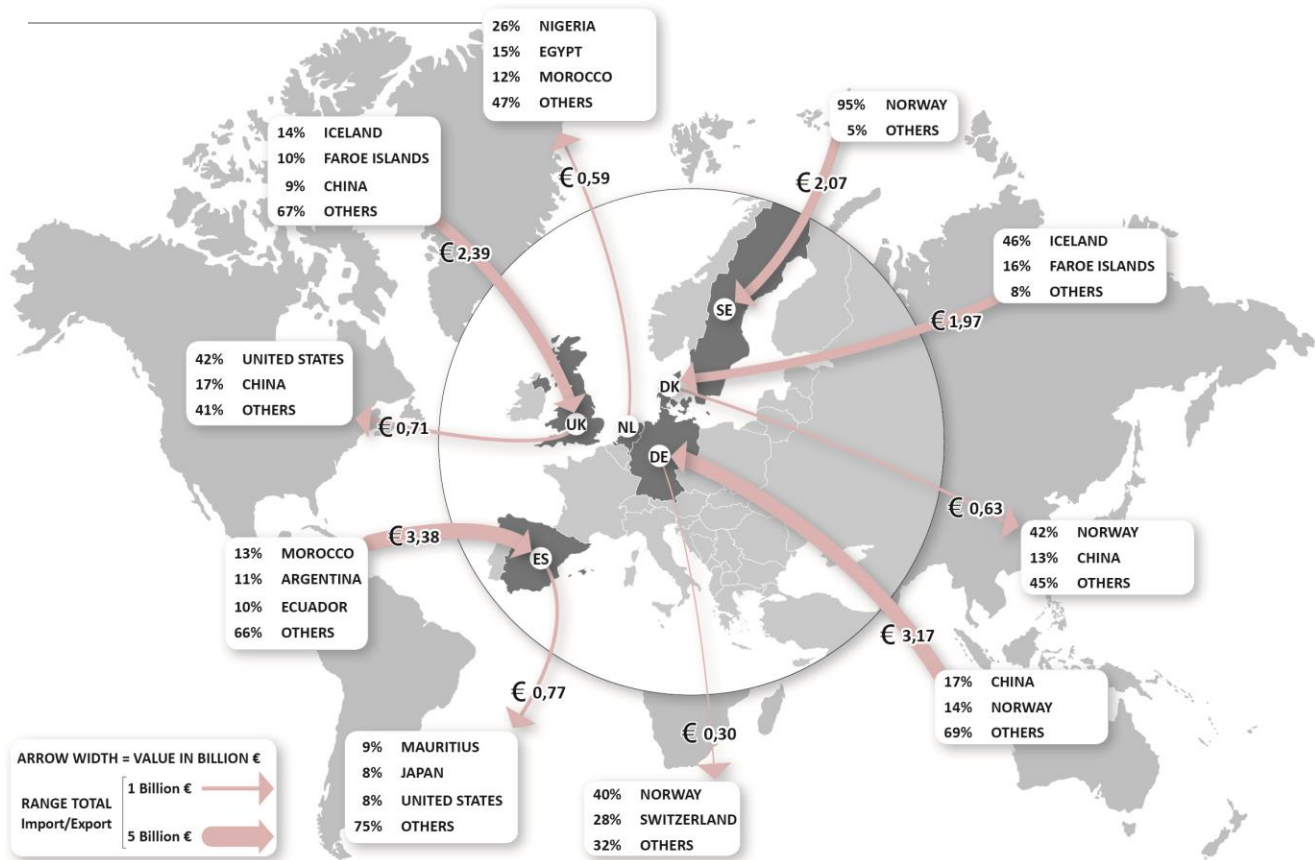 26% NIGERIA
15% EGYPT
12% MOROCCO
47% OTHERS
95% NORWAY
5% OTHERS
14% ICELAND
10% FAROE ISLANDS
9% CHINA
67% OTHERS
€ 0,59
€ 2,07
€ 2,39
46% ICELAND
16% FAROE ISLANDS
8% OTHERS
€ 1,97
SE
42% UNITED STATES
17% CHINA
41% OTHERS
€ 0,71
DK
UK
NL
DE
€ 0,63
42% NORWAY
13% CHINA
45% OTHERS
€ 3,38
13% MOROCCO
11% ARGENTINA
10% ECUADOR
66% OTHERS
ES
€ 3,17
17% CHINA
14% NORWAY
69% OTHERS
€ 0,77
€ 0,30
9% MAURITIUS
8% JAPAN
8% UNITED STATES
75% OTHERS
40% NORWAY
28% SWITZERLAND
32% OTHERS
ARROW WIDTH = VALUE IN BILLION €
RANGE TOTAL
Import/Export
1 Billion €
5 Billion €